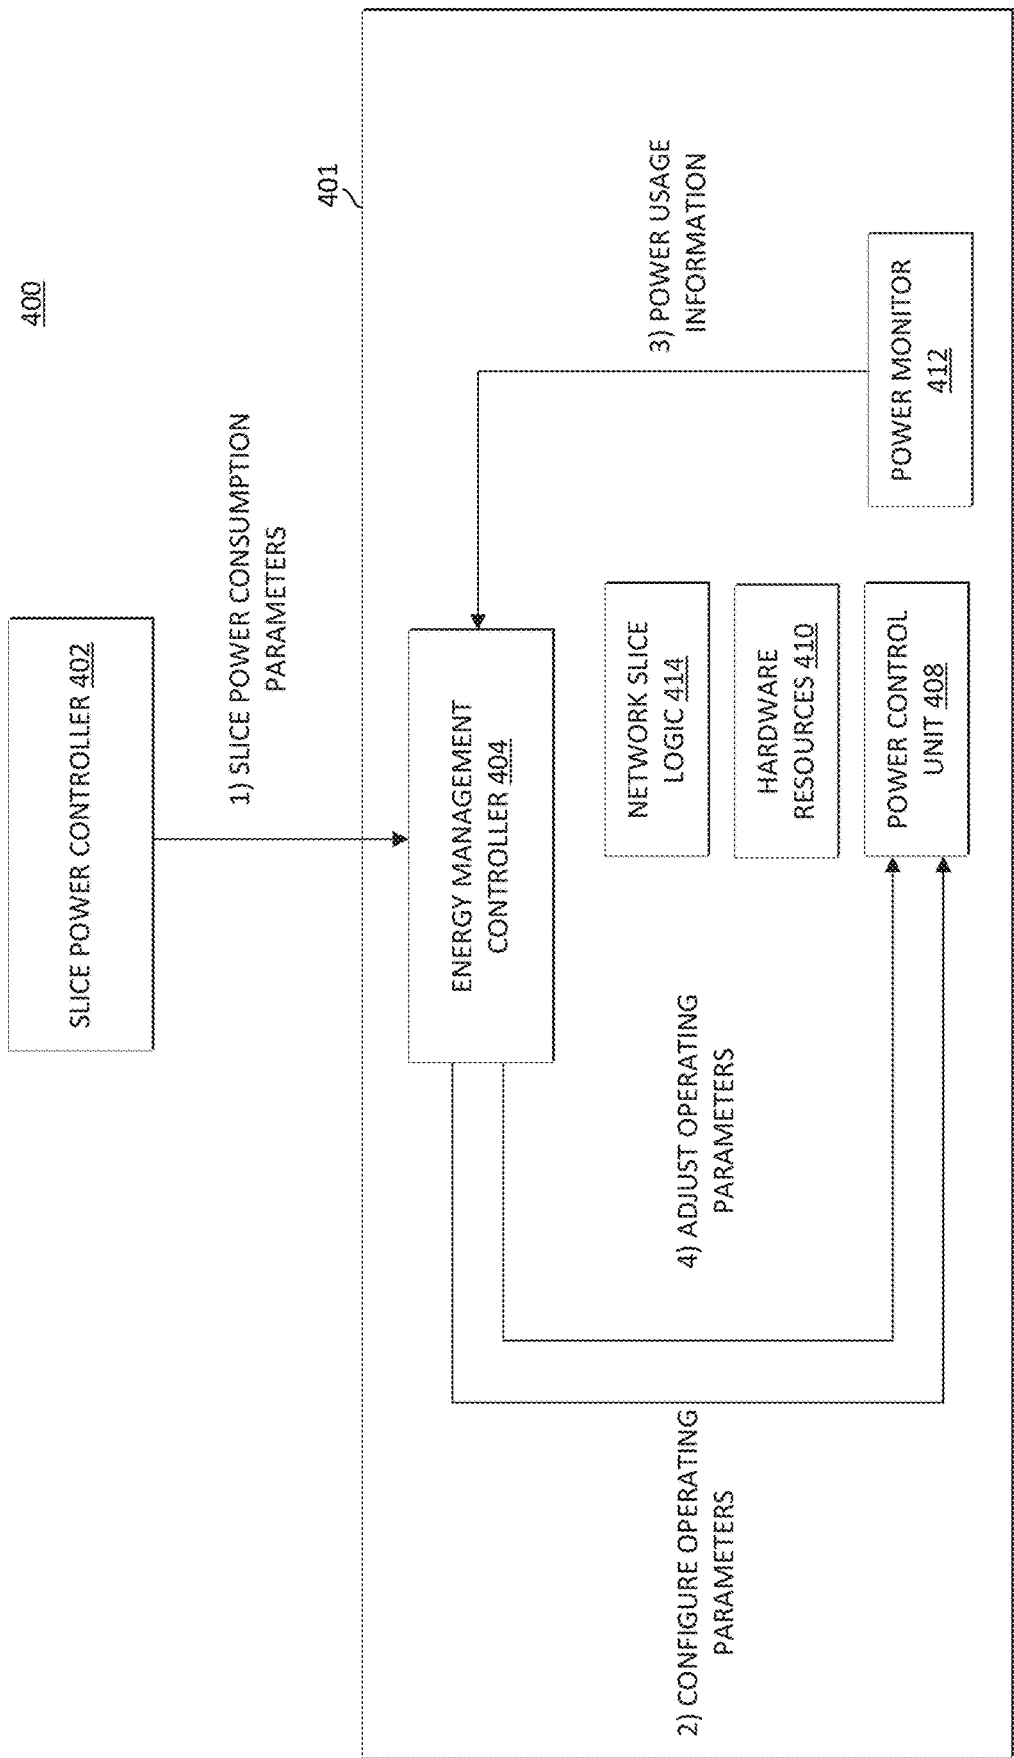 400
SLICE POWER CONTROLLER 402
1) SLICE POWER CONSUMPTION
PARAMETERS
401
ENERGY MANAGEMENT
CONTROLLER 404
2) CONFIGURE OPERATING
PARAMETERS
4) ADJUST OPERATING
PARAMETERS
NETWORK SLICE
LOGIC 414
HARDWARE
RESOURCES 410
POWER CONTROL
UNIT 408
3) POWER USAGE
INFORMATION
POWER MONITOR
412